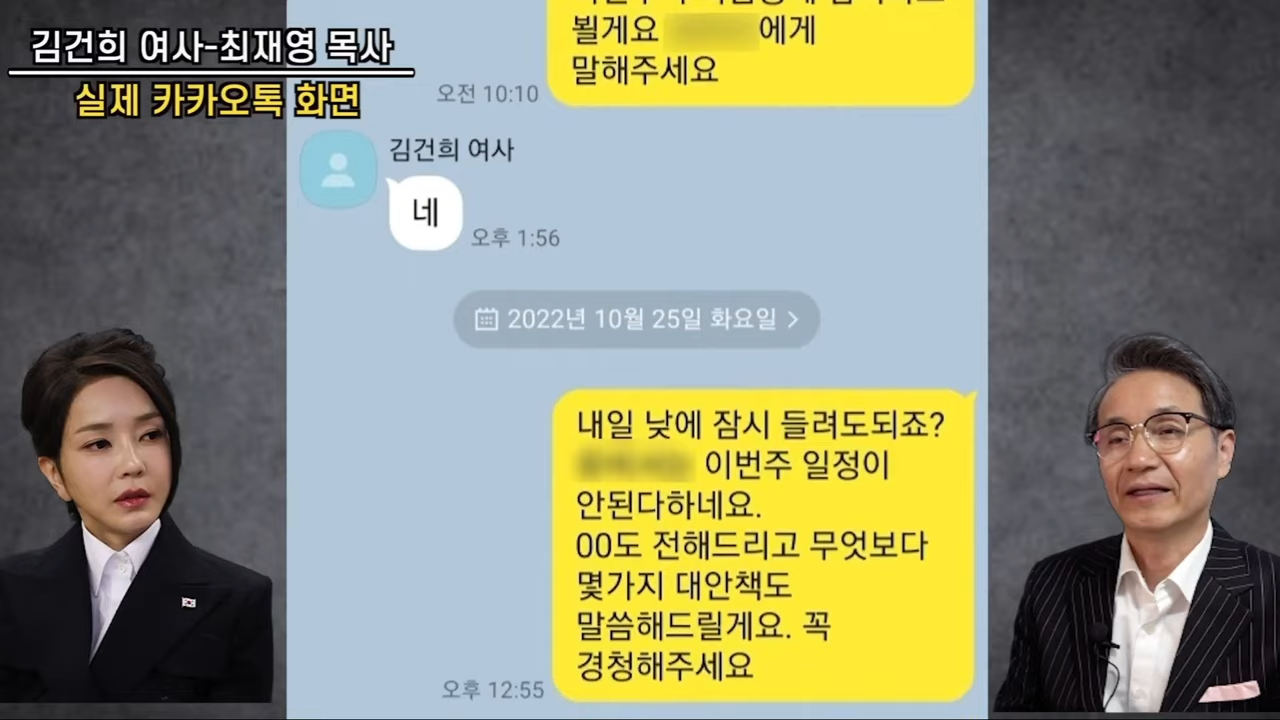 김건희 여사-최재영 목사
실제 카카오톡 화면
뵐게요 에게
말해주세요
오전 10:10
김건희 여사
네
오후 1:56
2022년 10월 25일 화요일
내일 낮에 잠시 들려도되죠?
이번주 일정이
안된다하네요.
00도 전해드리고 무엇보다
몇가지 대안책도
말씀해드릴게요. 꼭
경청해주세요
오후 12:55